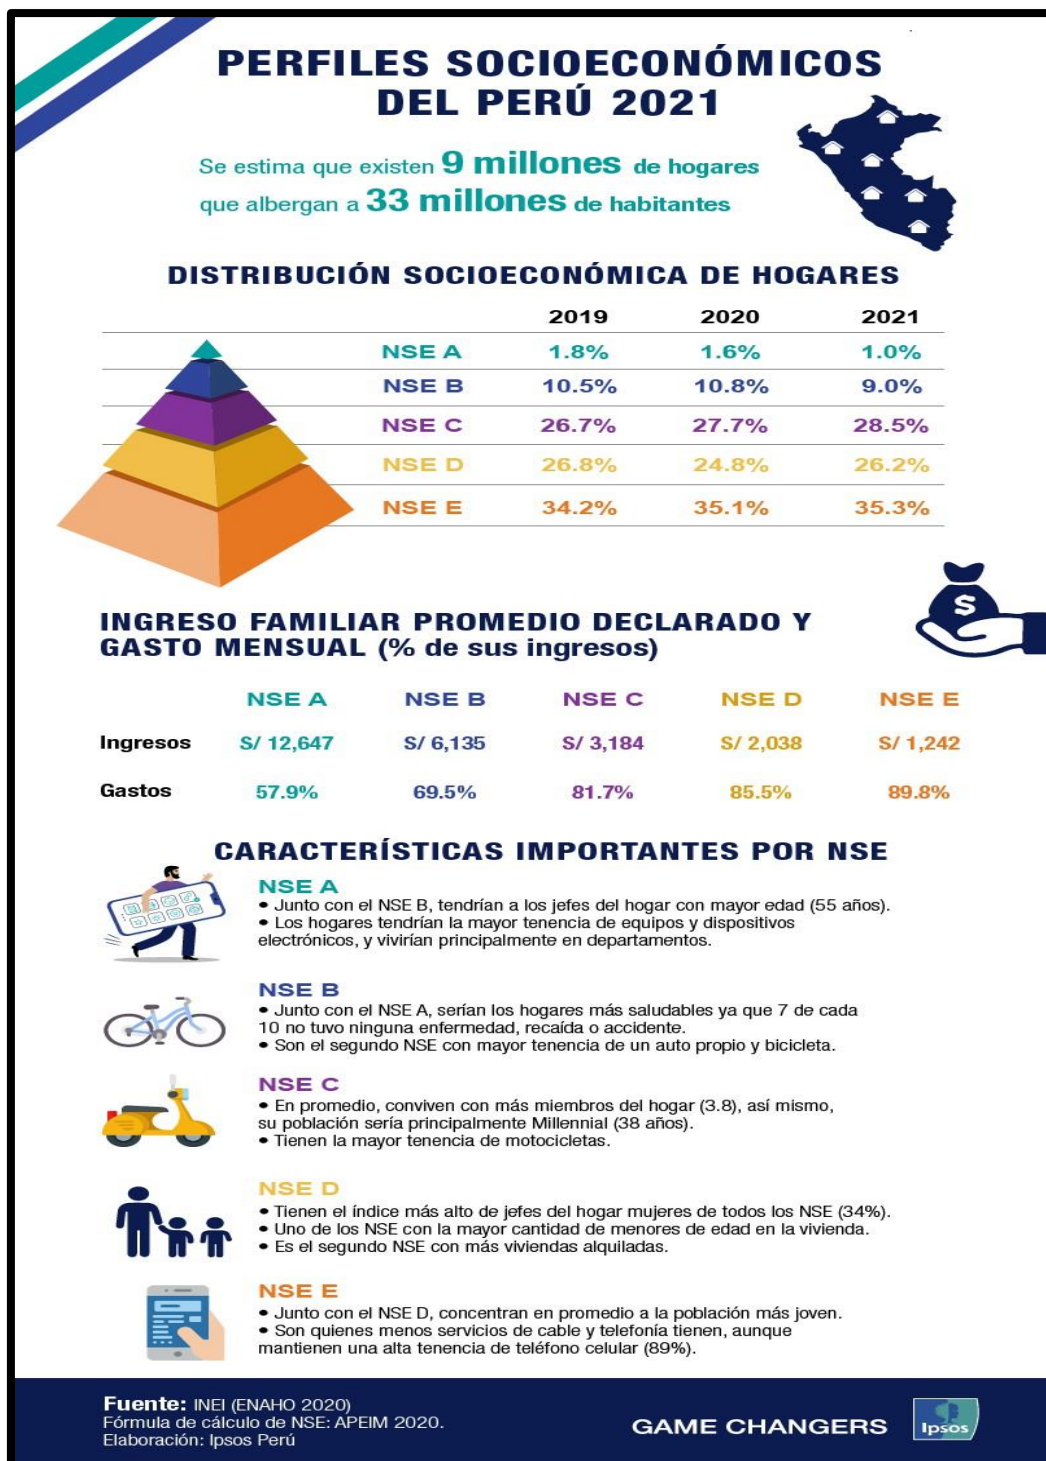 PERFILES SOCIOECONÓMICOS
DEL PERÚ 2021
Se estima que existen 9 millones de hogares
que albergan a 33 millones de habitantes
DISTRIBUCIÓN SOCIOECONÓMICA DE HOGARES
2019 2020 2021
NSE A 1.8% 1.6% 1.0%
NSE B 10.5% 10.8% 9.0%
NSE C 26.7% 27.7% 28.5%
NSE D 26.8% 24.8% 26.2%
NSE E 34.2% 35.1% 35.3%
$
INGRESO FAMILIAR PROMEDIO DECLARADO Y
GASTO MENSUAL (% de sus ingresos)
NSE A NSE B NSE C NSE D NSE E
Ingresos S/ 12,647 S/ 6,135 S/ 3,184 S/ 2,038 S/ 1,242
Gastos 57.9% 69.5% 81.7% 85.5% 89.8%
CARACTERÍSTICAS IMPORTANTES POR NSE
NSE A
• Junto con el NSE B, tendrían a los jefes del hogar con mayor edad (55 años).
• Los hogares tendrían la mayor tenencia de equipos y dispositivos
electrónicos, y vivirían principalmente en departamentos.
NSE B
• Junto con el NSE A, serían los hogares más saludables ya que 7 de cada
10 no tuvo ninguna enfermedad, recaída o accidente.
• Son el segundo NSE con mayor tenencia de un auto propio y bicicleta.
NSE C
• En promedio, conviven con más miembros del hogar (3.8), así mismo,
su población sería principalmente Millennial (38 años).
• Tienen la mayor tenencia de motocicletas.
NSE D
• Tienen el índice más alto de jefes del hogar mujeres de todos los NSE (34%).
• Uno de los NSE con la mayor cantidad de menores de edad en la vivienda.
• Es el segundo NSE con más viviendas alquiladas.
NSE E
• Junto con el NSE D, concentran en promedio a la población más joven.
• Son quienes menos servicios de cable y telefonía tienen, aunque
mantienen una alta tenencia de teléfono celular (89%).
Fuente: INEI (ENAHO 2020)
Fórmula de cálculo de NSE: APEIM 2020.
Elaboración: Ipsos Perú
GAME CHANGERS
Ipsos